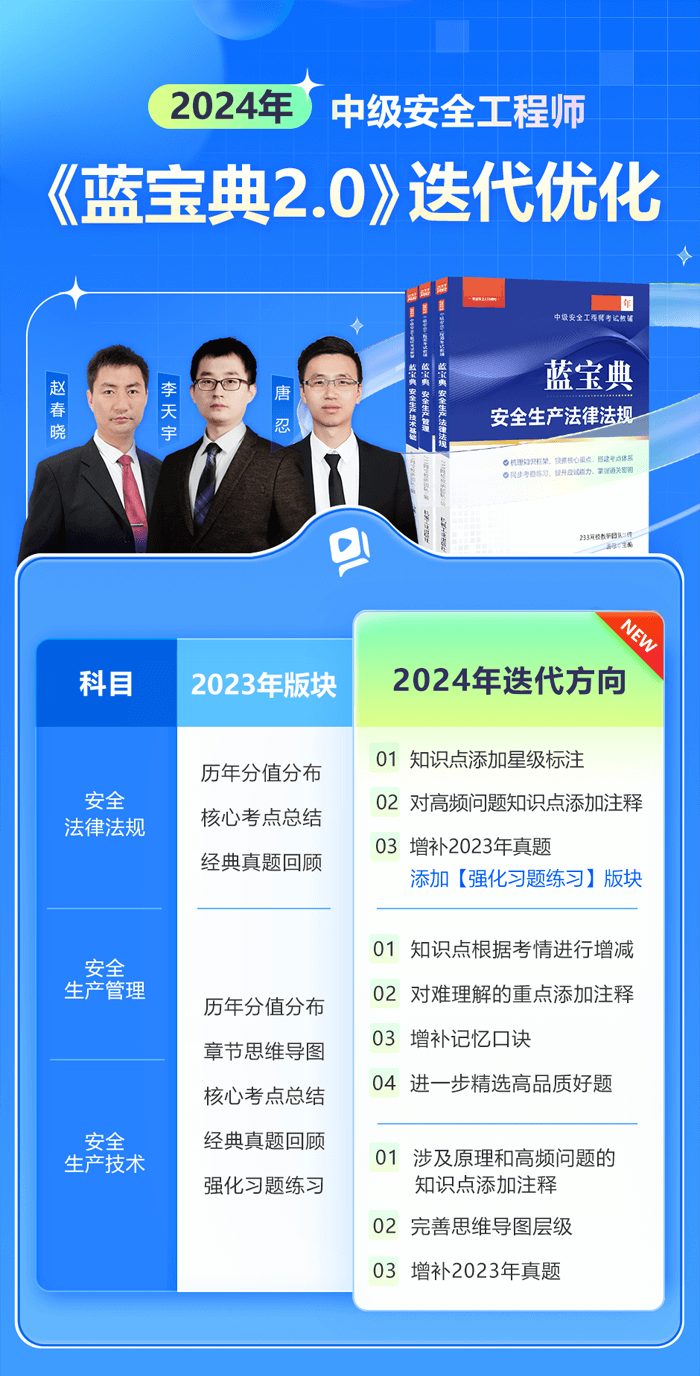 2024年 中级安全工程师
《蓝宝典2.0》迭代优化
赵春晓
李天宇
唐忍
年
中级安全工程师考试教辅
蓝宝典
安全生产法律法规
蓝宝典 安全生产技术基础
蓝宝典 安全生产管理
蓝宝典 安全生产法律法规
科目
2023年版块
2024年迭代方向
NEW
安全
法律法规
历年分值分布
核心考点总结
经典真题回顾
01 知识点添加星级标注
02 对高频问题知识点添加注释
03 增补2023年真题
添加【强化习题练习】版块
安全
生产管理
01 知识点根据考情进行增减
02 对难理解的重点添加注释
03 增补记忆口诀
04 进一步精选高品质好题
历年分值分布
章节思维导图
核心考点总结
经典真题回顾
强化习题练习
安全
生产技术
01 涉及原理和高频问题的
知识点添加注释
02 完善思维导图层级
03 增补2023年真题